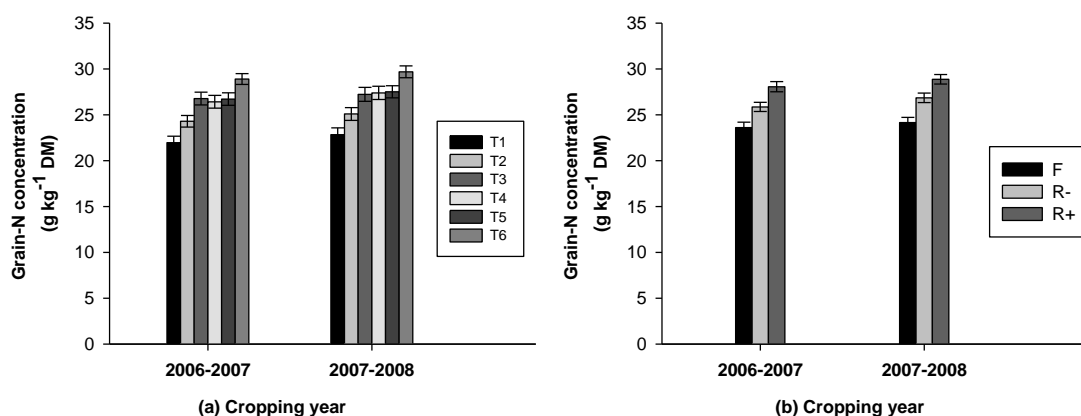 35
30
25
20
15
10
5
0
Grain-N concentration
(g kg-1 DM)
T1
T2
T3
T4
T5
T6
2006-2007
2007-2008
(a) Cropping year
35
30
25
20
15
10
5
0
Grain-N concentration
(g kg-1 DM)
F
R-
R+
2006-2007
2007-2008
(b) Cropping year